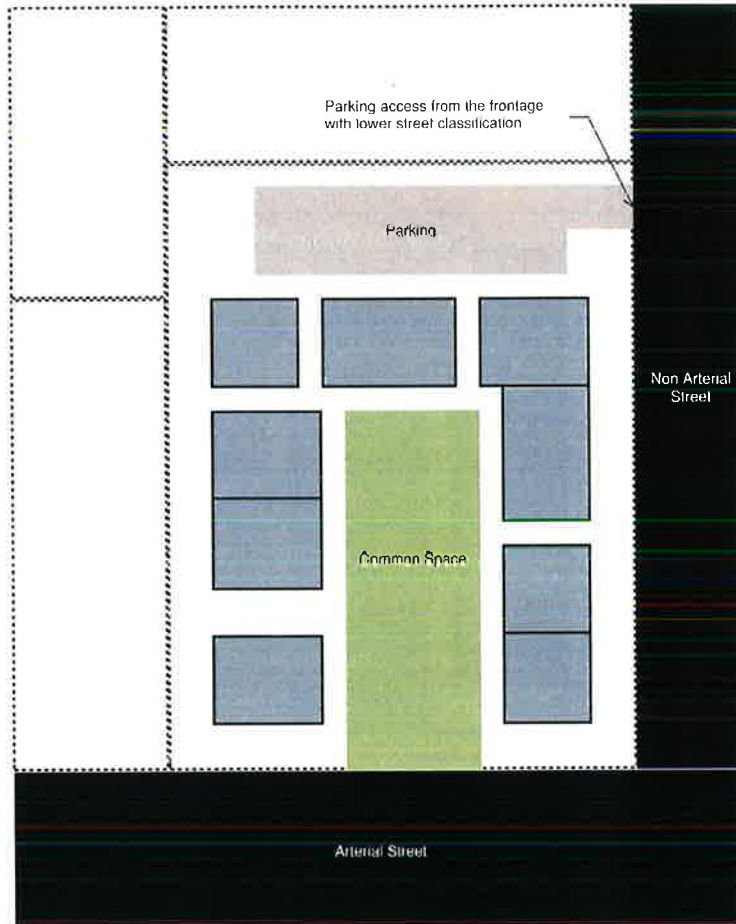 Parking access from the frontage
with lower street classification
Parking
Non Arterial
Street
Common Space
Arterial Street